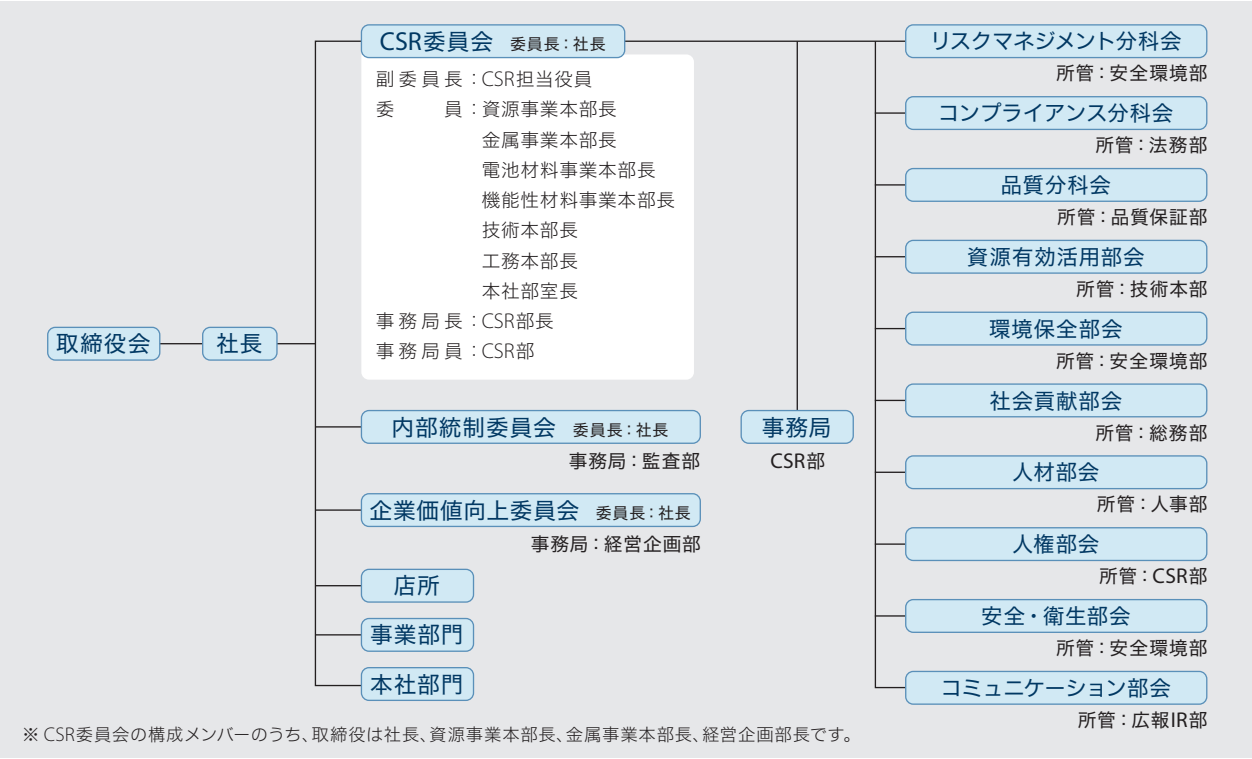 取締役会
社長
CSR委員会 委員長：社長
副委員長：CSR担当役員
委員：資源事業本部長
金属事業本部長
電池材料事業本部長
機能性材料事業本部長
技術本部長
工務本部長
本社部室長
事務局長：CSR部長
事務局員：CSR部
内部統制委員会 委員長：社長
事務局：監査部
企業価値向上委員会 委員長：社長
事務局：経営企画部
店所
事業部門
本社部門
事務局
CSR部
リスクマネジメント分科会
所管：安全環境部
コンプライアンス分科会
所管：法務部
品質分科会
所管：品質保証部
資源有効活用部会
所管：技術本部
環境保全部会
所管：安全環境部
社会貢献部会
所管：総務部
人材部会
所管：人事部
人権部会
所管：CSR部
安全・衛生部会
所管：安全環境部
コミュニケーション部会
所管：広報IR部
※ CSR委員会の構成メンバーのうち、取締役は社長、資源事業本部長、金属事業本部長、経営企画部長です。